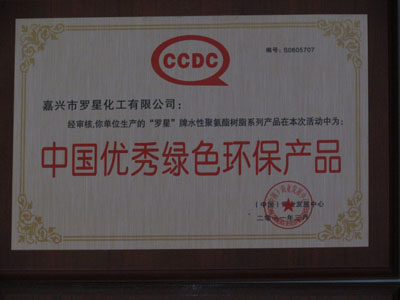 CCDC
编号：S0605707
嘉兴市罗星化工有限公司：
经审核，你单位生产的“罗星”牌水性聚氨酯树脂系列产品在本次活动中为：
中国优秀绿色环保产品